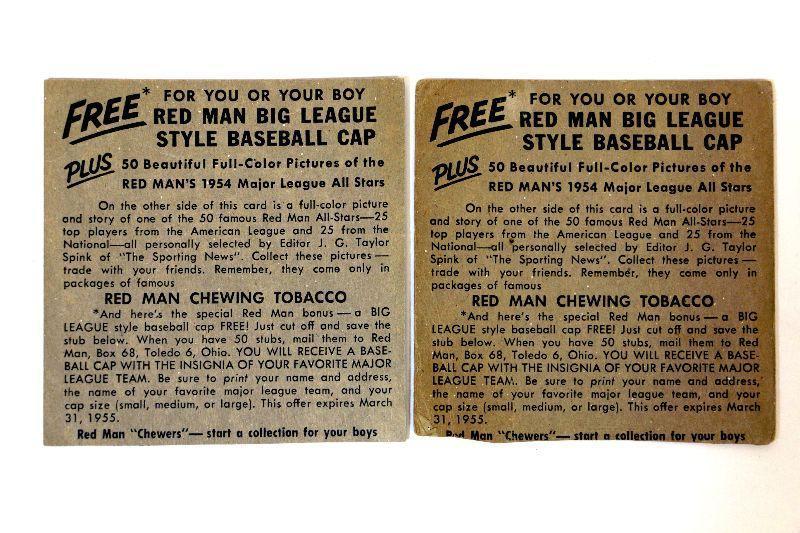 FREE* FOR YOU OR YOUR BOY
RED MAN BIG LEAGUE
STYLE BASEBALL CAP
PLUS 50 Beautiful Full-Color Pictures of the
RED MAN'S 1954 Major League All Stars
On the other side of this card is a full-color picture
and story of one of the 50 famous Red Man All-Stars—25
top players from the American League and 25 from the
National—all personally selected by Editor J. G. Taylor
Spink of "The Sporting News". Collect these pictures—
trade with your friends. Remember, they come only in
packages of famous
RED MAN CHEWING TOBACCO
*And here's the special Red Man bonus—a BIG
LEAGUE style baseball cap FREE! Just cut off and save the
stub below. When you have 50 stubs, mail them to Red
Man, Box 68, Toledo 6, Ohio. YOU WILL RECEIVE A BASE-
BALL CAP WITH THE INSIGNIA OF YOUR FAVORITE MAJOR
LEAGUE TEAM. Be sure to print your name and address,
the name of your favorite major league team, and your
cap size (small, medium, or large). This offer expires March
31, 1955.
Red Man "Chewers"—start a collection for your boys
FREE* FOR YOU OR YOUR BOY
RED MAN BIG LEAGUE
STYLE BASEBALL CAP
PLUS 50 Beautiful Full-Color Pictures of the
RED MAN'S 1954 Major League All Stars
On the other side of this card is a full-color picture
and story of one of the 50 famous Red Man All-Stars—25
top players from the American League and 25 from the
National—all personally selected by Editor J. G. Taylor
Spink of "The Sporting News". Collect these pictures—
trade with your friends. Remember, they come only in
packages of famous
RED MAN CHEWING TOBACCO
*And here's the special Red Man bonus—a BIG
LEAGUE style baseball cap FREE! Just cut off and save the
stub below. When you have 50 stubs, mail them to Red
Man, Box 68, Toledo 6, Ohio. YOU WILL RECEIVE A BASE-
BALL CAP WITH THE INSIGNIA OF YOUR FAVORITE MAJOR
LEAGUE TEAM. Be sure to print your name and address,
the name of your favorite major league team, and your
cap size (small, medium, or large). This offer expires March
31, 1955.
Red Man "Chewers"—start a collection for your boys